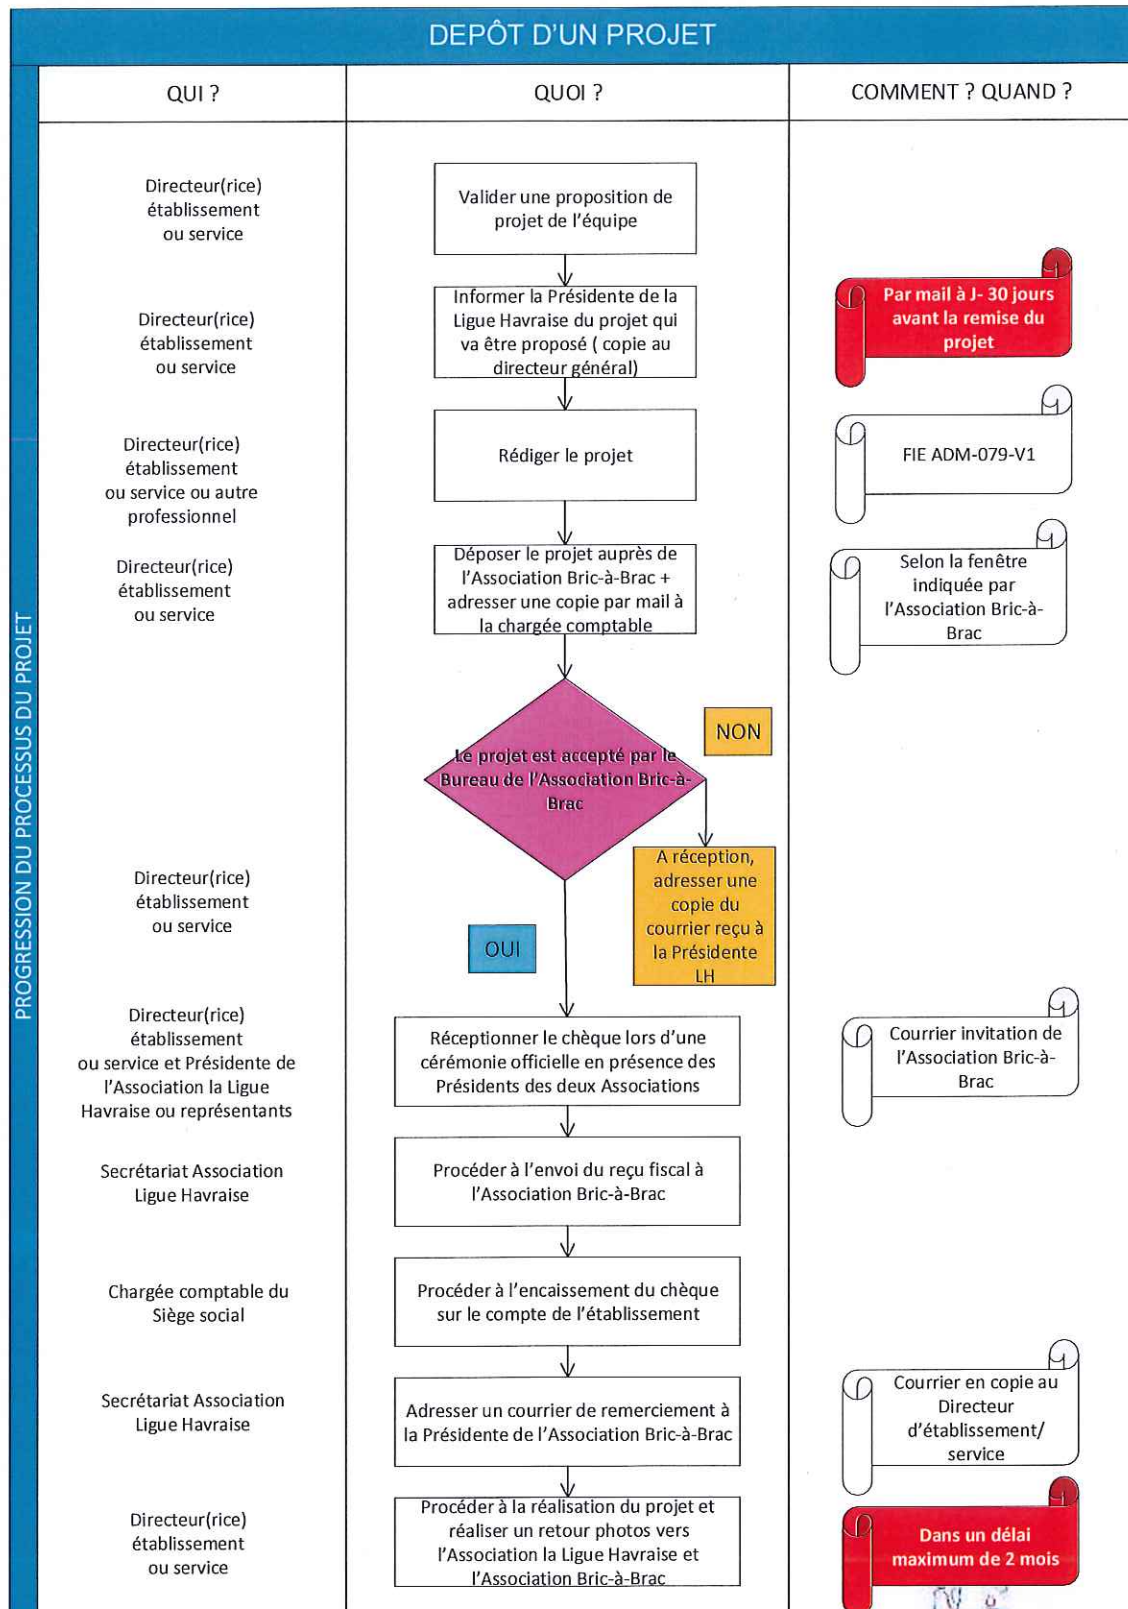 DEPÔT D'UN PROJET
QUI ?
QUOI ?
COMMENT ? QUAND ?
PROGRESSION DU PROCESSUS DU PROJET
Directeur(rice)
établissement
ou service
Valider une proposition de
projet de l'équipe
Directeur(rice)
établissement
ou service
Informer la Présidente de la
Ligue Havraise du projet qui
va être proposé ( copie au
directeur général)
Par mail à J- 30 jours
avant la remise du
projet
Directeur(rice)
établissement
ou service ou autre
professionnel
Rédiger le projet
FIE ADM-079-V1
Directeur(rice)
établissement
ou service
Déposer le projet auprès de
l'Association Bric-à-Brac +
adresser une copie par mail à
la chargée comptable
Selon la fenêtre
indiquée par
l'Association Bric-à-
Brac
Le projet est accepté par le
Bureau de l'Association Bric-à-
Brac
NON
Directeur(rice)
établissement
ou service
A réception,
adresser une
copie du
courrier reçu à
la Présidente
LH
OUI
Directeur(rice)
établissement
ou service et Présidente de
l'Association la Ligue
Havraise ou représentants
Réceptionner le chèque lors d'une
cérémonie officielle en présence des
Présidents des deux Associations
Courrier invitation de
l'Association Bric-à-
Brac
Secrétariat Association
Ligue Havraise
Procéder à l'envoi du reçu fiscal à
l'Association Bric-à-Brac
Chargée comptable du
Siège social
Procéder à l'encaissement du chèque
sur le compte de l'établissement
Secrétariat Association
Ligue Havraise
Adresser un courrier de remerciement à
la Présidente de l'Association Bric-à-Brac
Courrier en copie au
Directeur
d'établissement/
service
Directeur(rice)
établissement
ou service
Procéder à la réalisation du projet et
réaliser un retour photos vers
l'Association la Ligue Havraise et
l'Association Bric-à-Brac
Dans un délai
maximum de 2 mois